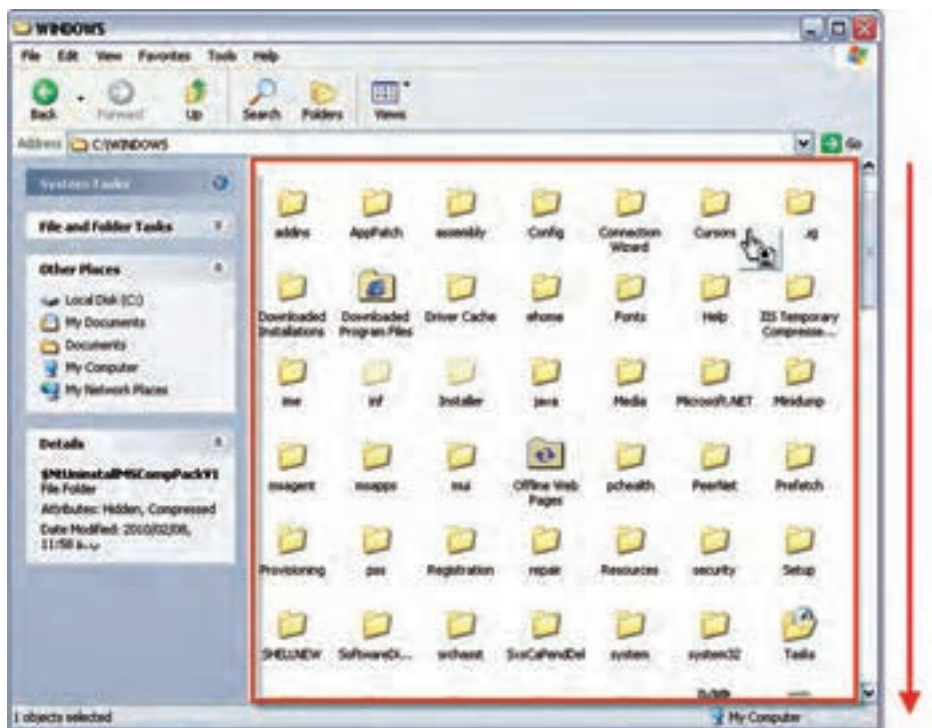 WINDOWS
File Edit View Favorites Tools Help
Back Forward Up Search Folders Views
Address C:\WINDOWS Go
System Tasks
File and Folder Tasks
Other Places
Local Disk (C:)
My Documents
Documents
My Computer
My Network Places
Details
$NtUninstallMSCompPackV1
File Folder
Attributes: Hidden, Compressed
Date Modified: 2010/02/08,
11:58
addins AppPatch assembly Config Connection Wizard Cursors
Downloaded Installations Downloaded Program Files Driver Cache ehome Fonts Help IIS Temporary Compresse...
ime inf Installer java Media Microsoft.NET Minidump
msagent msapps mui Offline Web Pages pchealth PeerNet Prefetch
Provisioning pss Registration repair Resources security Setup
SHELLNEW SoftwareDi... srchasst SxsCaPendDel system system32 Tasks
1 objects selected
My Computer